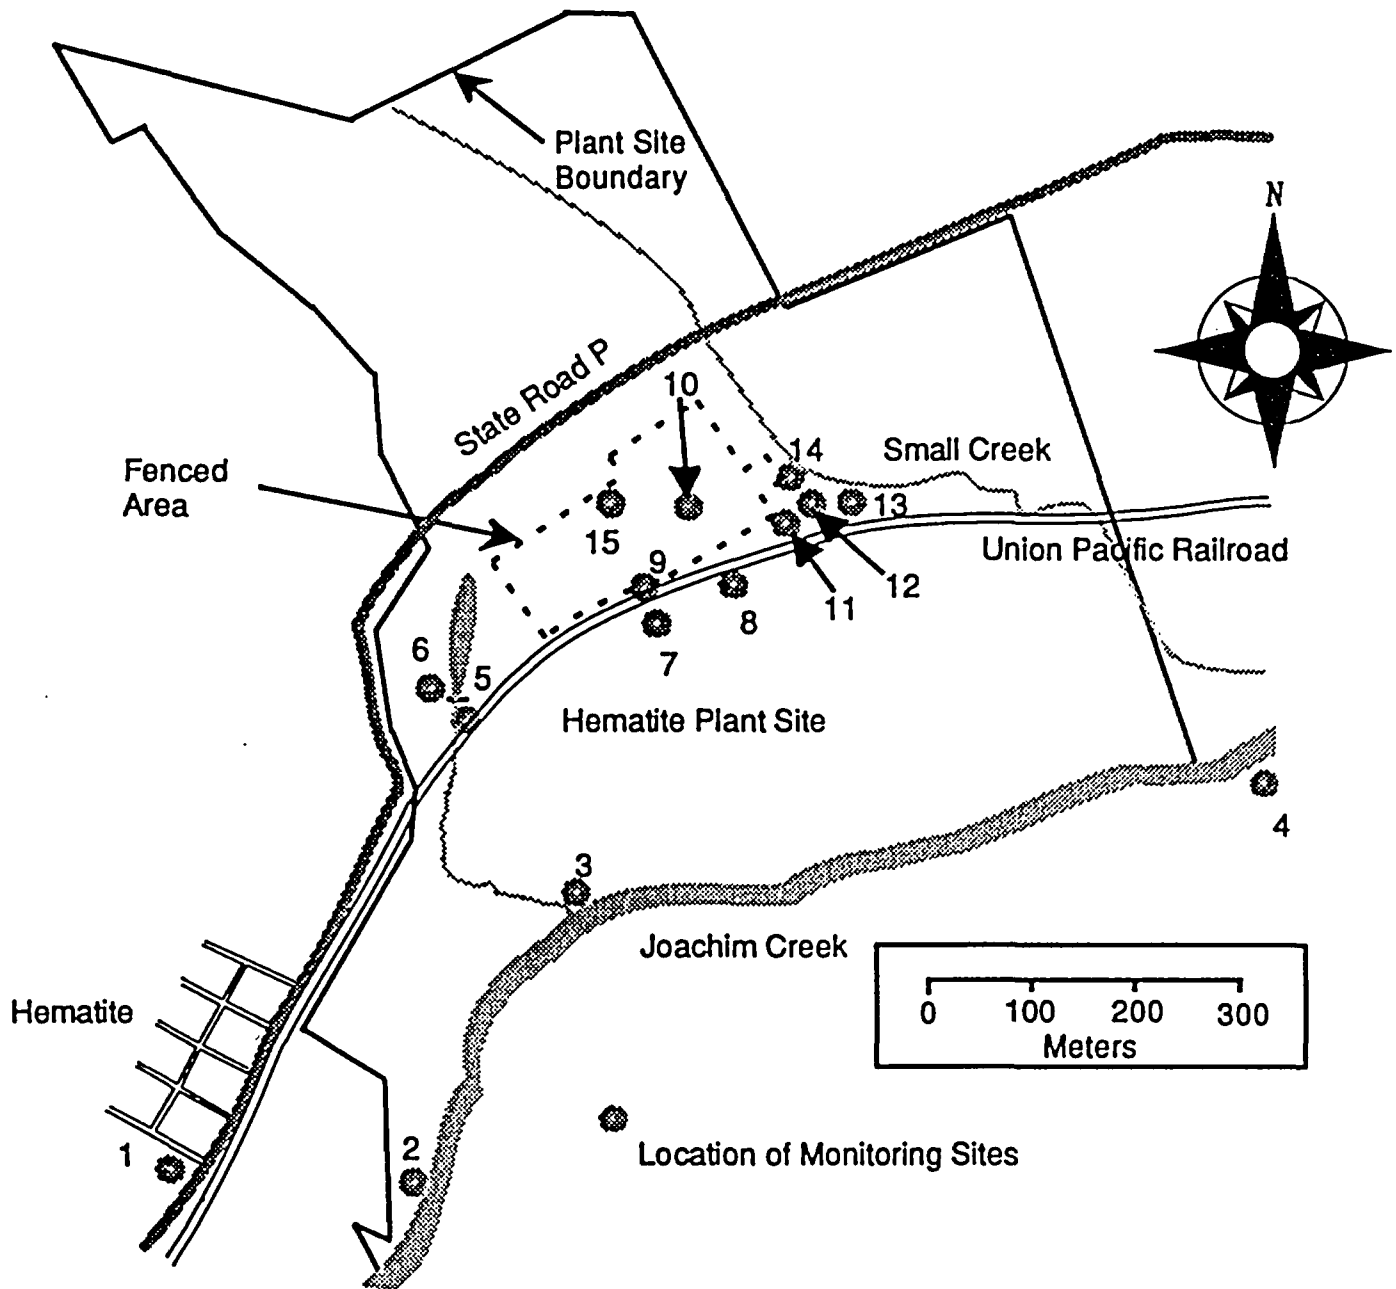 Plant Site
Boundary
N
State Road P
10
14
Small Creek
Fenced
Area
13
15
Union Pacific Railroad
9
12
11
8
7
6
5
Hematite Plant Site
4
3
Joachim Creek
0 100 200 300
Meters
Hematite
1
2
Location of Monitoring Sites